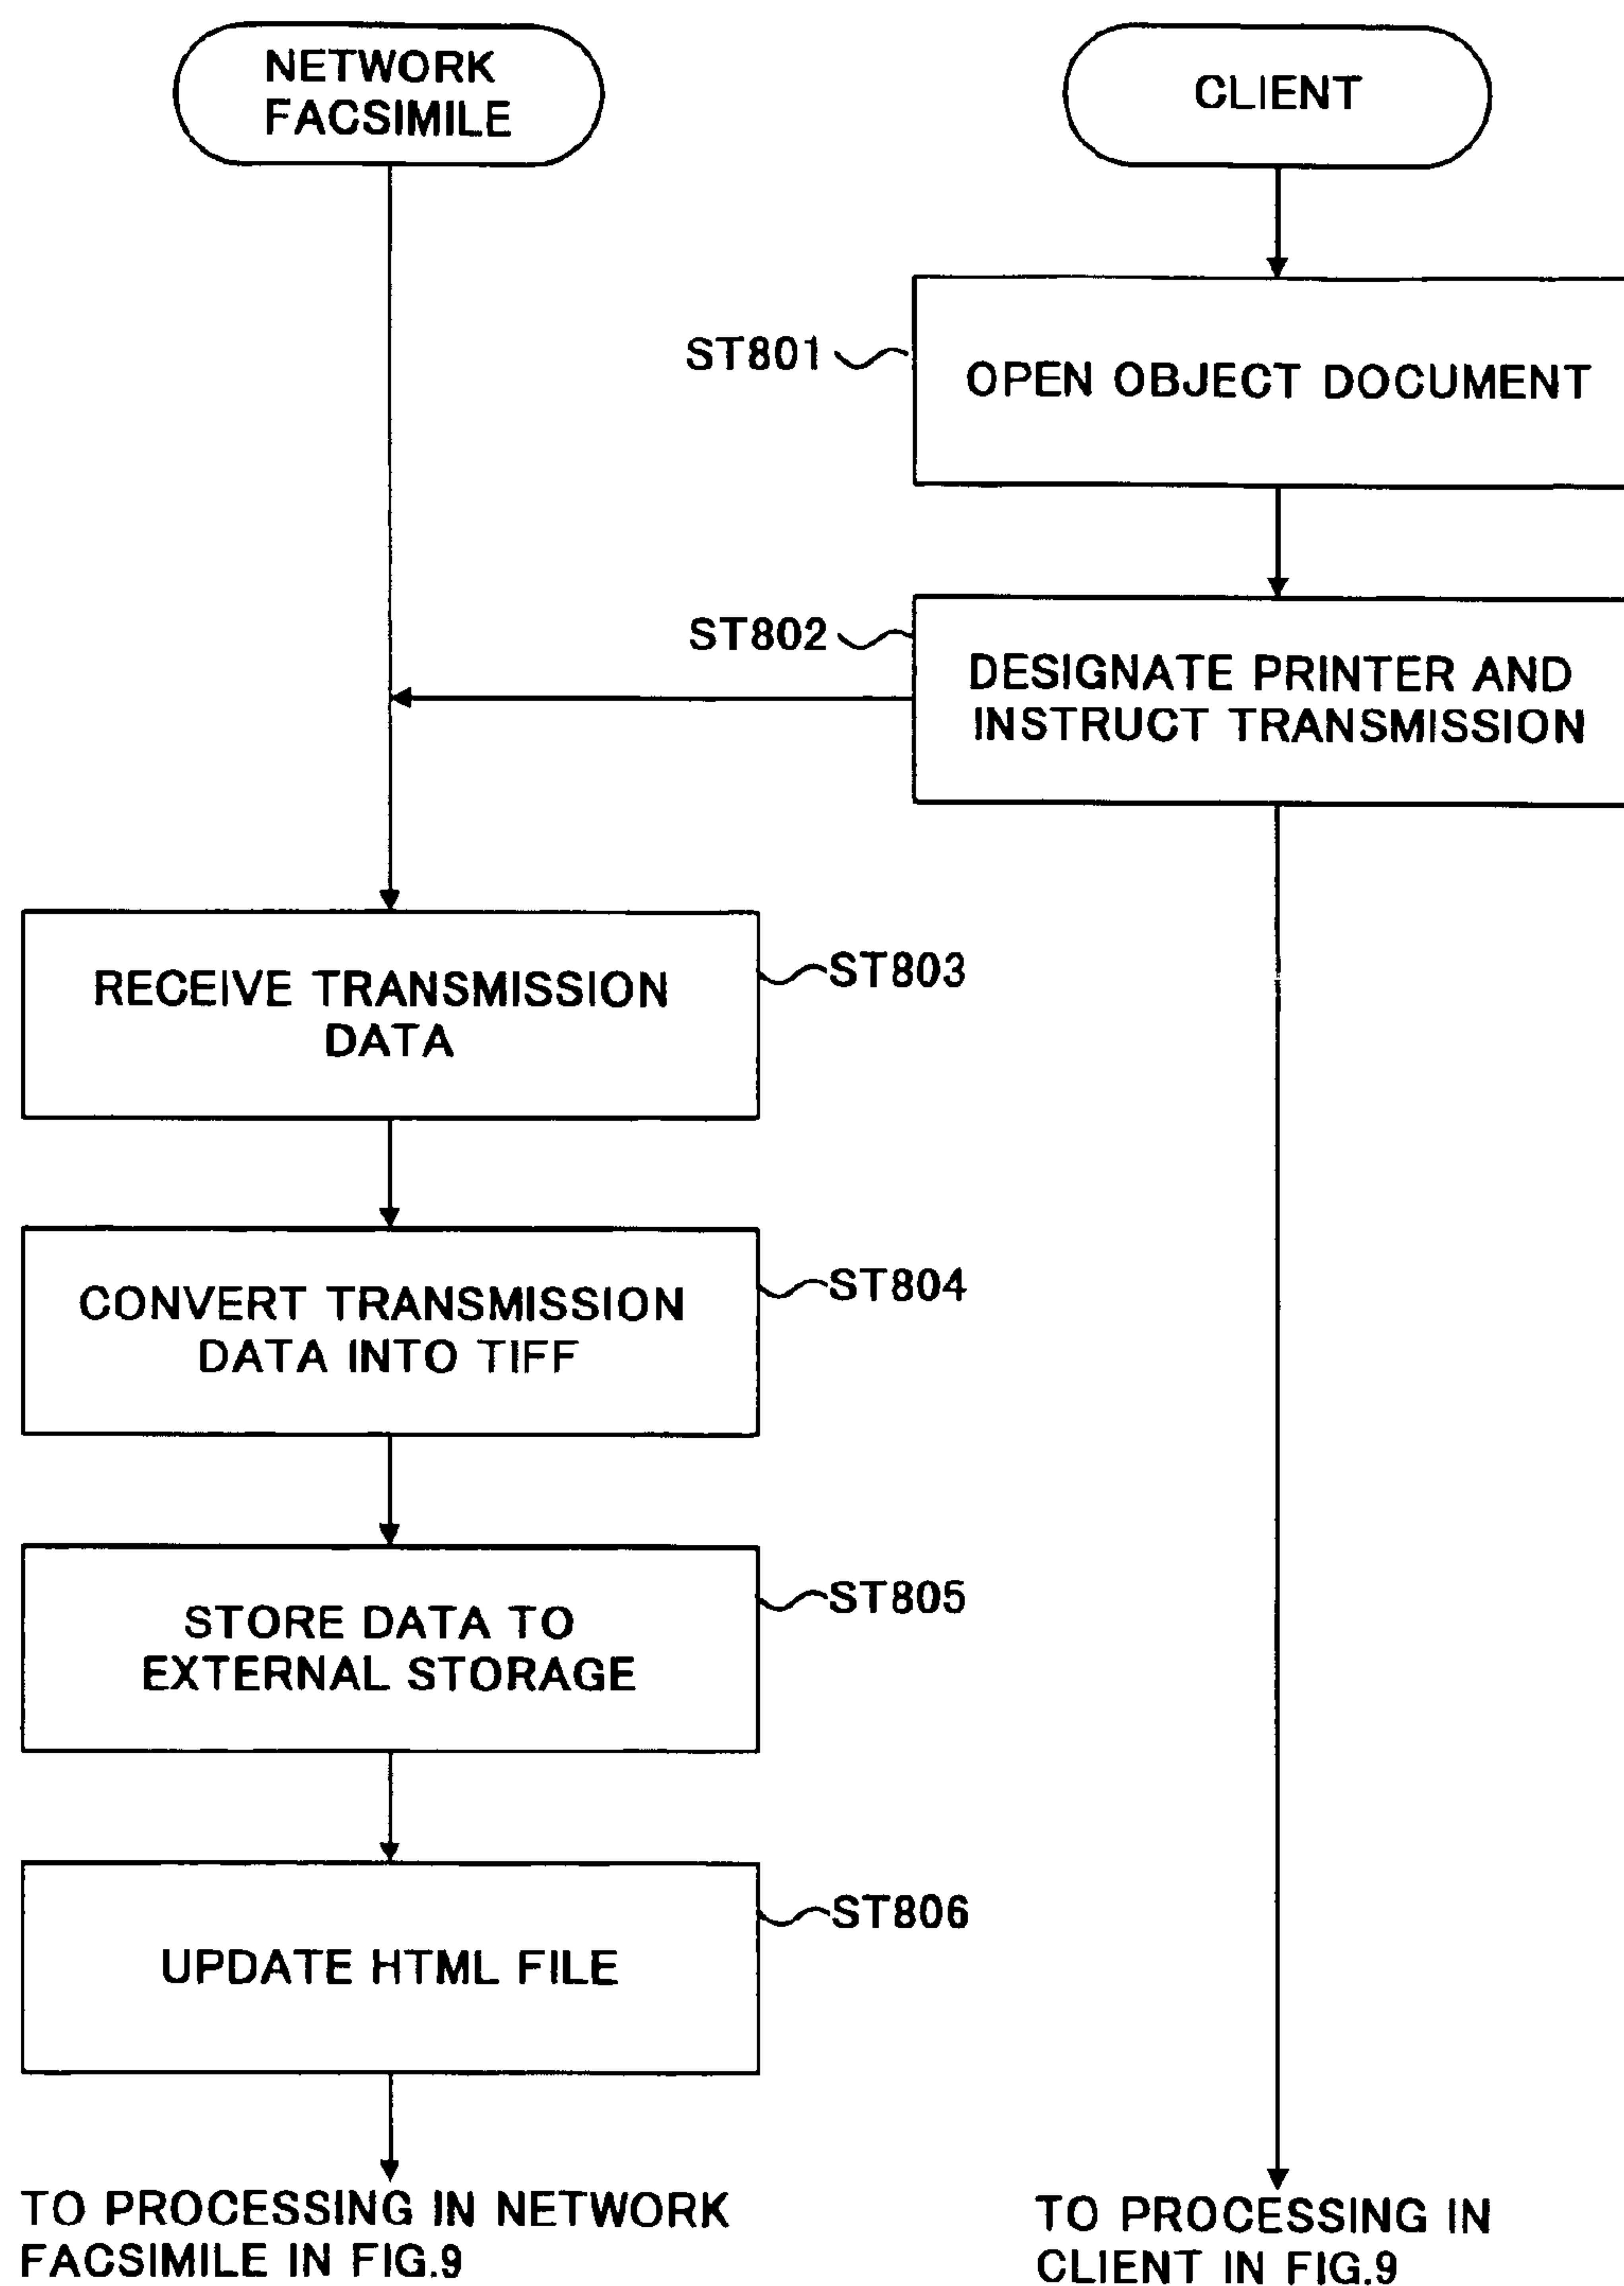 NETWORK
FACSIMILE
CLIENT
ST801
OPEN OBJECT DOCUMENT
ST802
DESIGNATE PRINTER AND
INSTRUCT TRANSMISSION
RECEIVE TRANSMISSION
DATA
ST803
CONVERT TRANSMISSION
DATA INTO TIFF
ST804
STORE DATA TO
EXTERNAL STORAGE
ST805
UPDATE HTML FILE
ST806
TO PROCESSING IN NETWORK
FACSIMILE IN FIG.9
TO PROCESSING IN
CLIENT IN FIG.9